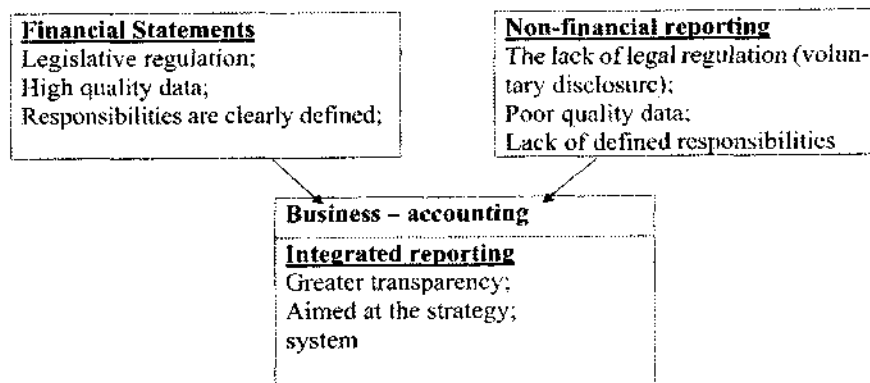 Financial Statements
Legislative regulation;
High quality data;
Responsibilities are clearly defined;
Non-financial reporting
The lack of legal regulation (volun-
tary disclosure);
Poor quality data;
Lack of defined responsibilities
Business – accounting
Integrated reporting
Greater transparency;
Aimed at the strategy;
system